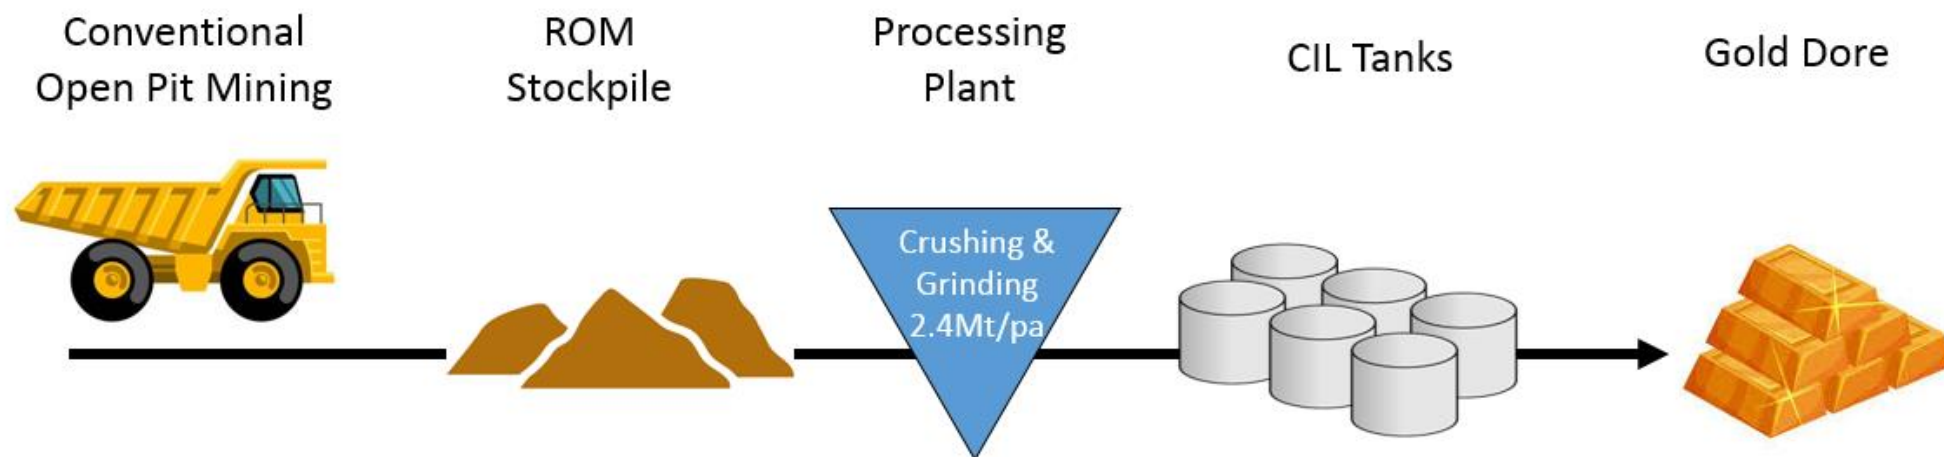 Conventional
Open Pit Mining
ROM
Stockpile
Processing
Plant
CIL Tanks
Gold Dore
Crushing &
Grinding
2.4Mt/pa